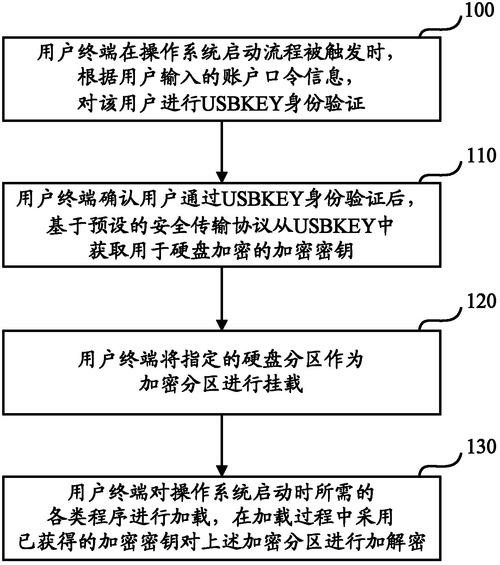 100
用户终端在操作系统启动流程被触发时，
根据用户输入的账户口令信息，
对该用户进行USBKEY身份验证
110
用户终端确认用户通过USBKEY身份验证后，
基于预设的安全传输协议从USBKEY中
获取用于硬盘加密的加密密钥
120
用户终端将指定的硬盘分区作为
加密分区进行挂载
130
用户终端对操作系统启动时所需的
各类程序进行加载，在加载过程中采用
已获得的加密密钥对上述加密分区进行加解密